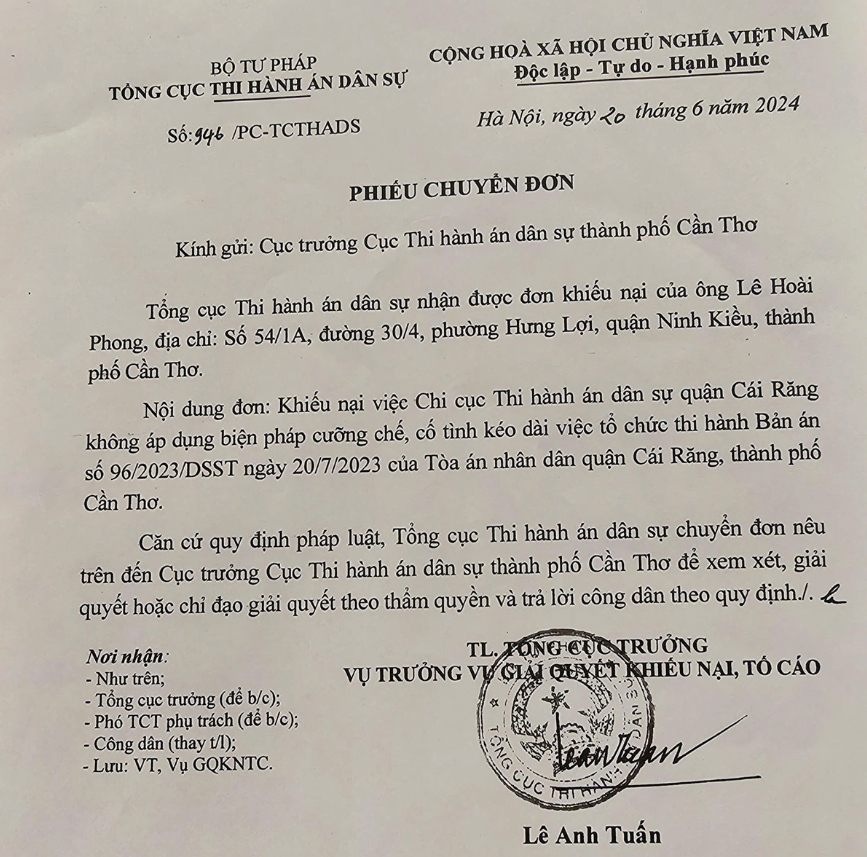 BỘ TƯ PHÁP
TỔNG CỤC THI HÀNH ÁN DÂN SỰ
CỘNG HOÀ XÃ HỘI CHỦ NGHĨA VIỆT NAM
Độc lập - Tự do - Hạnh phúc
Số: 946 /PC-TCTHADS
Hà Nội, ngày 20 tháng 6 năm 2024
PHIẾU CHUYỂN ĐƠN
Kính gửi: Cục trưởng Cục Thi hành án dân sự thành phố Cần Thơ
Tổng cục Thi hành án dân sự nhận được đơn khiếu nại của ông Lê Hoài
Phong, địa chỉ: Số 54/1A, đường 30/4, phường Hưng Lợi, quận Ninh Kiều, thành
phố Cần Thơ.
Nội dung đơn: Khiếu nại việc Chi cục Thi hành án dân sự quận Cái Răng
không áp dụng biện pháp cưỡng chế, cố tình kéo dài việc tổ chức thi hành Bản án
số 96/2023/DSST ngày 20/7/2023 của Tòa án nhân dân quận Cái Răng, thành phố
Cần Thơ.
Căn cứ quy định pháp luật, Tổng cục Thi hành án dân sự chuyển đơn nêu
trên đến Cục trưởng Cục Thi hành án dân sự thành phố Cần Thơ để xem xét, giải
quyết hoặc chỉ đạo giải quyết theo thẩm quyền và trả lời công dân theo quy định./.
Nơi nhận:
- Như trên;
- Tổng cục trưởng (để b/c);
- Phó TCT phụ trách (để b/c);
- Công dân (thay t/l);
- Lưu: VT, Vụ GQKNTC.
TL. TỔNG CỤC TRƯỞNG
VỤ TRƯỞNG VỤ GIẢI QUYẾT KHIẾU NẠI, TỐ CÁO
TỔNG CỤC THI HÀNH ÁN DÂN SỰ
Lê Anh Tuấn